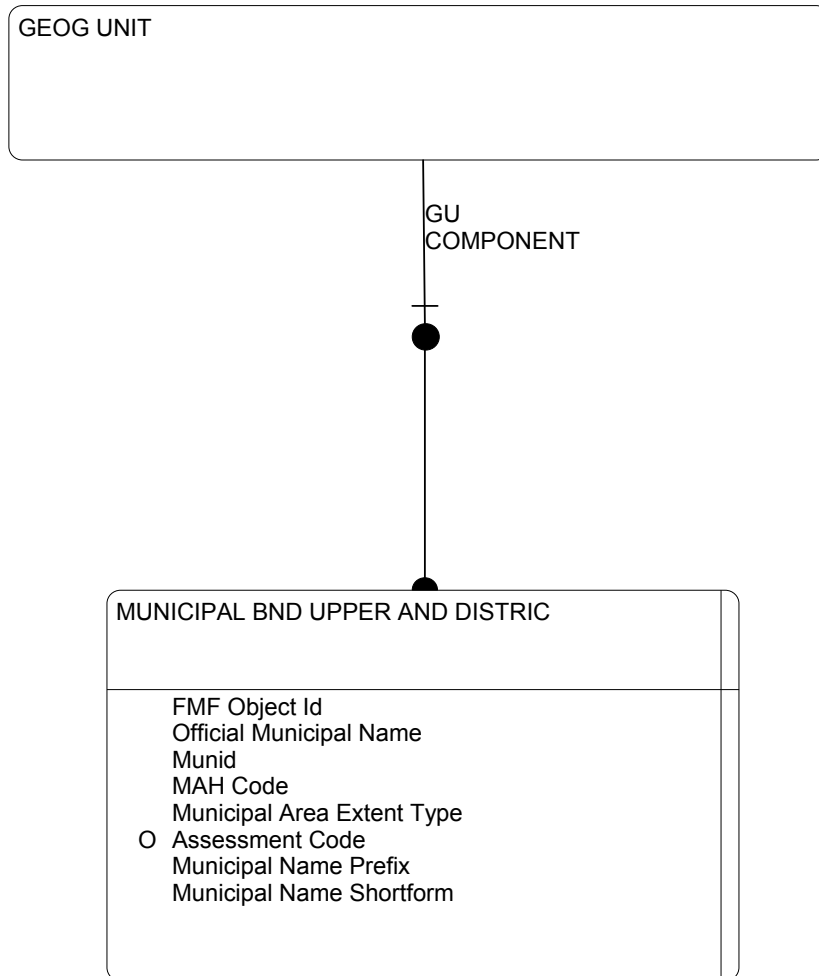 GEOG UNIT
GU
COMPONENT
MUNICIPAL BND UPPER AND DISTRIC
FMF Object Id
Official Municipal Name
Munid
MAH Code
Municipal Area Extent Type
O Assessment Code
Municipal Name Prefix
Municipal Name Shortform